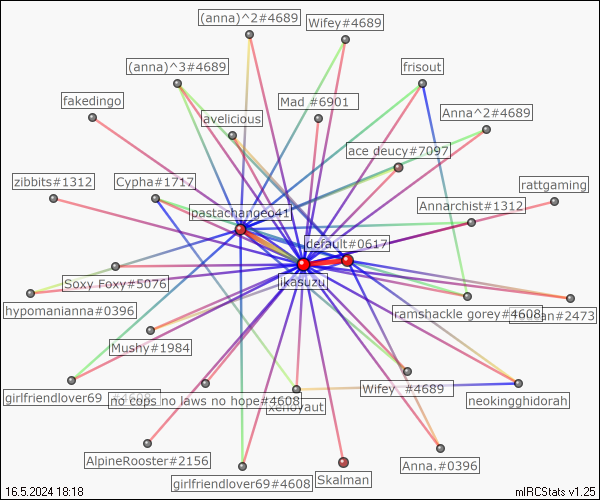 (anna)^2#4689
Wifey#4689
(anna)^3#4689
frisout
fakedingo
Mad #6901
Anna^2#4689
avelicious
ace deucy#7097
zibbits#1312
Cypha#1717
rattgaming
Annarchist#1312
pastachangeo41
default#0617
ikasuzu
Soxy Foxy#5076
hypomanianna#0396
ramshackle gorey#4608
#2473
Mushy#1984
girlfriendlover69 #4608
no cops no laws no hope#4608
xenoyaut
Wifey #4689
neokingghidorah
AlpineRooster#2156
girlfriendlover69#4608
Skalman
Anna.#0396
16.5.2024 18:18
mIRCStats v1.25